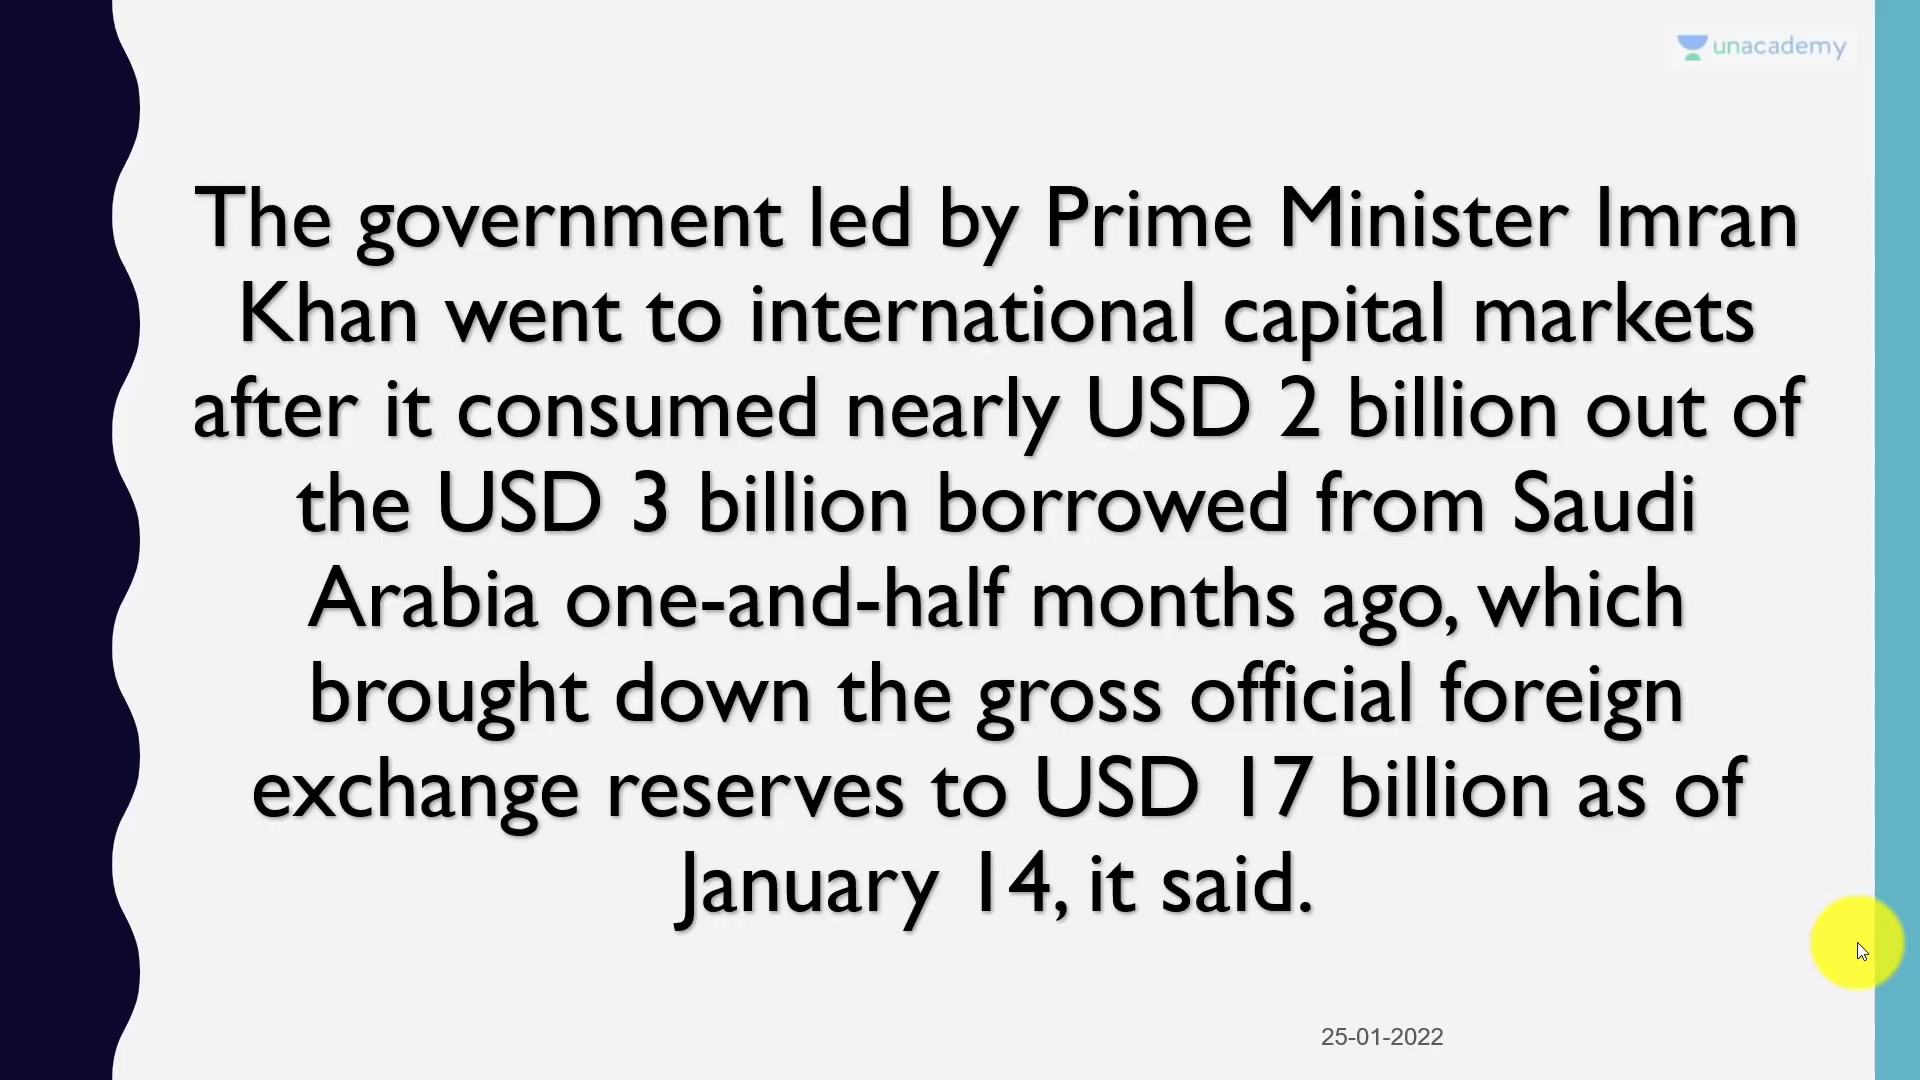 unacademy
The government led by Prime Minister Imran
Khan went to international capital markets
after it consumed nearly USD 2 billion out of
the USD 3 billion borrowed from Saudi
Arabia one-and-half months ago, which
brought down the gross official foreign
exchange reserves to USD 17 billion as of
January 14, it said.
25-01-2022